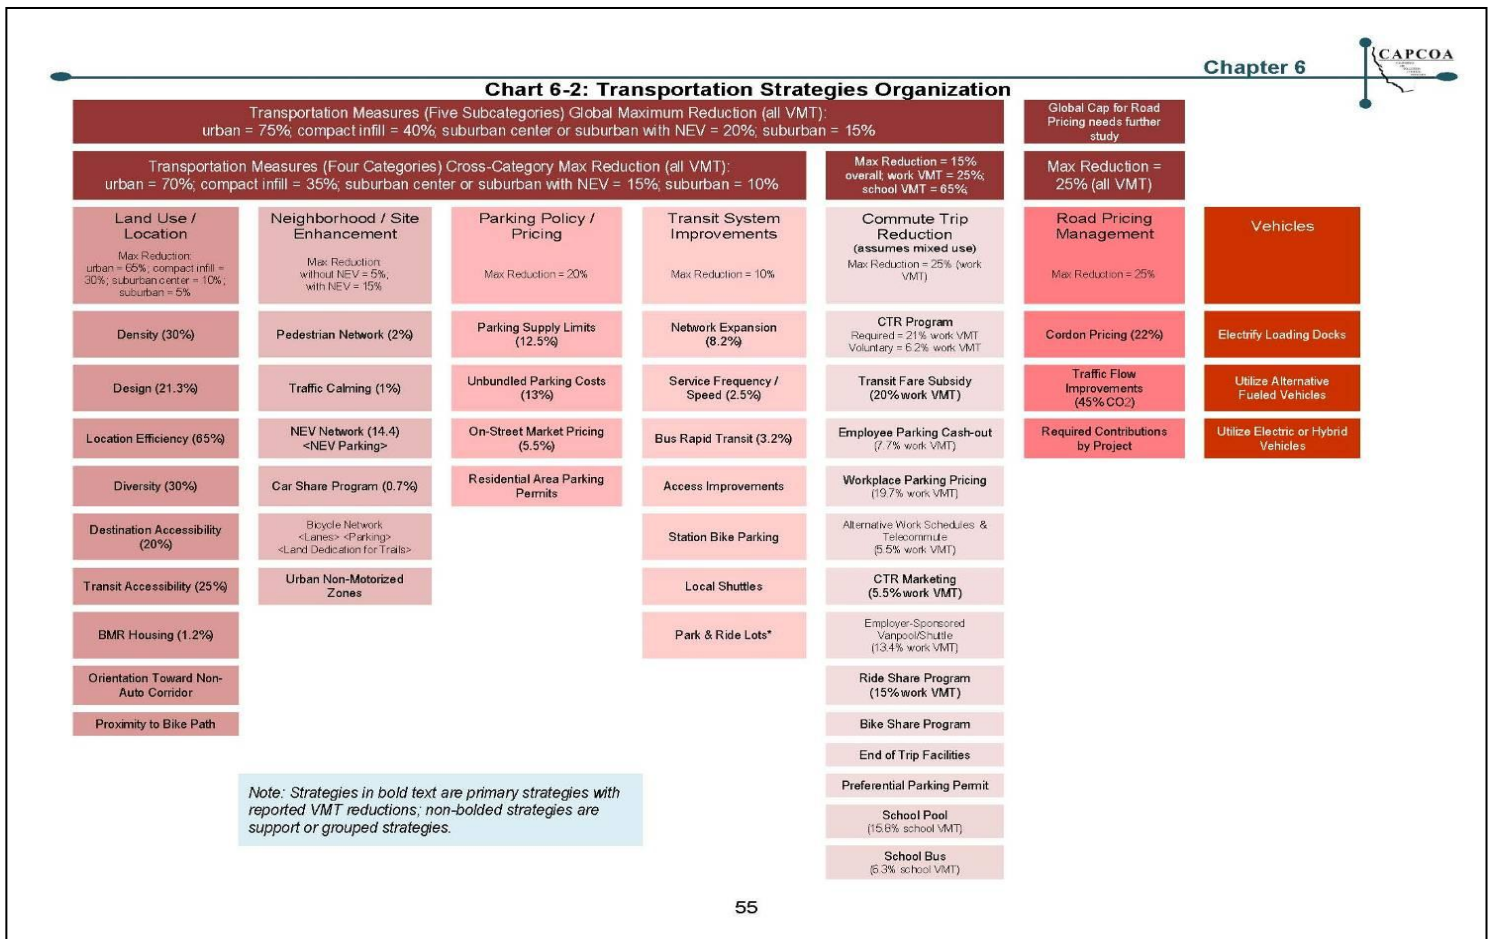 Chapter 6
CAPCOA
Chart 6-2: Transportation Strategies Organization
Transportation Measures (Five Subcategories) Global Maximum Reduction (all VMT):
urban = 75%; compact infill = 40%; suburban center or suburban with NEV = 20%; suburban = 15%
Global Cap for Road
Pricing needs further
study
Transportation Measures (Four Categories) Cross-Category Max Reduction (all VMT):
urban = 70%; compact infill = 35%; suburban center or suburban with NEV = 15%; suburban = 10%
Max Reduction = 15%
overall; work VMT = 25%;
school VMT = 65%;
Max Reduction =
25% (all VMT)
Land Use /
Location
Max Reduction:
urban = 65%; compact infill =
30%; suburban center = 10%;
suburban = 5%
Density (30%)
Design (21.3%)
Location Efficiency (65%)
Diversity (30%)
Destination Accessibility
(20%)
Transit Accessibility (25%)
BMR Housing (1.2%)
Orientation Toward Non-
Auto Corridor
Proximity to Bike Path
Neighborhood / Site
Enhancement
Max Reduction:
without NEV = 5%;
with NEV = 15%
Pedestrian Network (2%)
Traffic Calming (1%)
NEV Network (14.4)
<NEV Parking>
Car Share Program (0.7%)
Bicycle Network
<Lanes> <Parking>
<Land Dedication for Trails>
Urban Non-Motorized
Zones
Parking Policy /
Pricing
Max Reduction = 20%
Parking Supply Limits
(12.5%)
Unbundled Parking Costs
(13%)
On-Street Market Pricing
(5.5%)
Residential Area Parking
Permits
Transit System
Improvements
Max Reduction = 10%
Network Expansion
(8.2%)
Service Frequency /
Speed (2.5%)
Bus Rapid Transit (3.2%)
Access Improvements
Station Bike Parking
Local Shuttles
Park & Ride Lots*
Commute Trip
Reduction
(assumes mixed use)
Max Reduction = 25% (work
VMT)
CTR Program
Required = 21% work VMT
Voluntary = 6.2% work VMT
Transit Fare Subsidy
(20% work VMT)
Employee Parking Cash-out
(7.7% work VMT)
Workplace Parking Pricing
(19.7% work VMT)
Alternative Work Schedules &
Telecommute
(5.5% work VMT)
CTR Marketing
(5.5% work VMT)
Employer-Sponsored
Vanpool/Shuttle
(13.4% work VMT)
Ride Share Program
(15% work VMT)
Bike Share Program
End of Trip Facilities
Preferential Parking Permit
School Pool
(15.8% school VMT)
School Bus
(6.3% school VMT)
Road Pricing
Management
Max Reduction = 25%
Cordon Pricing (22%)
Traffic Flow
Improvements
(45% CO2)
Required Contributions
by Project
Vehicles
Electrify Loading Docks
Utilize Alternative
Fueled Vehicles
Utilize Electric or Hybrid
Vehicles
Note: Strategies in bold text are primary strategies with
reported VMT reductions; non-bolded strategies are
support or grouped strategies.
55